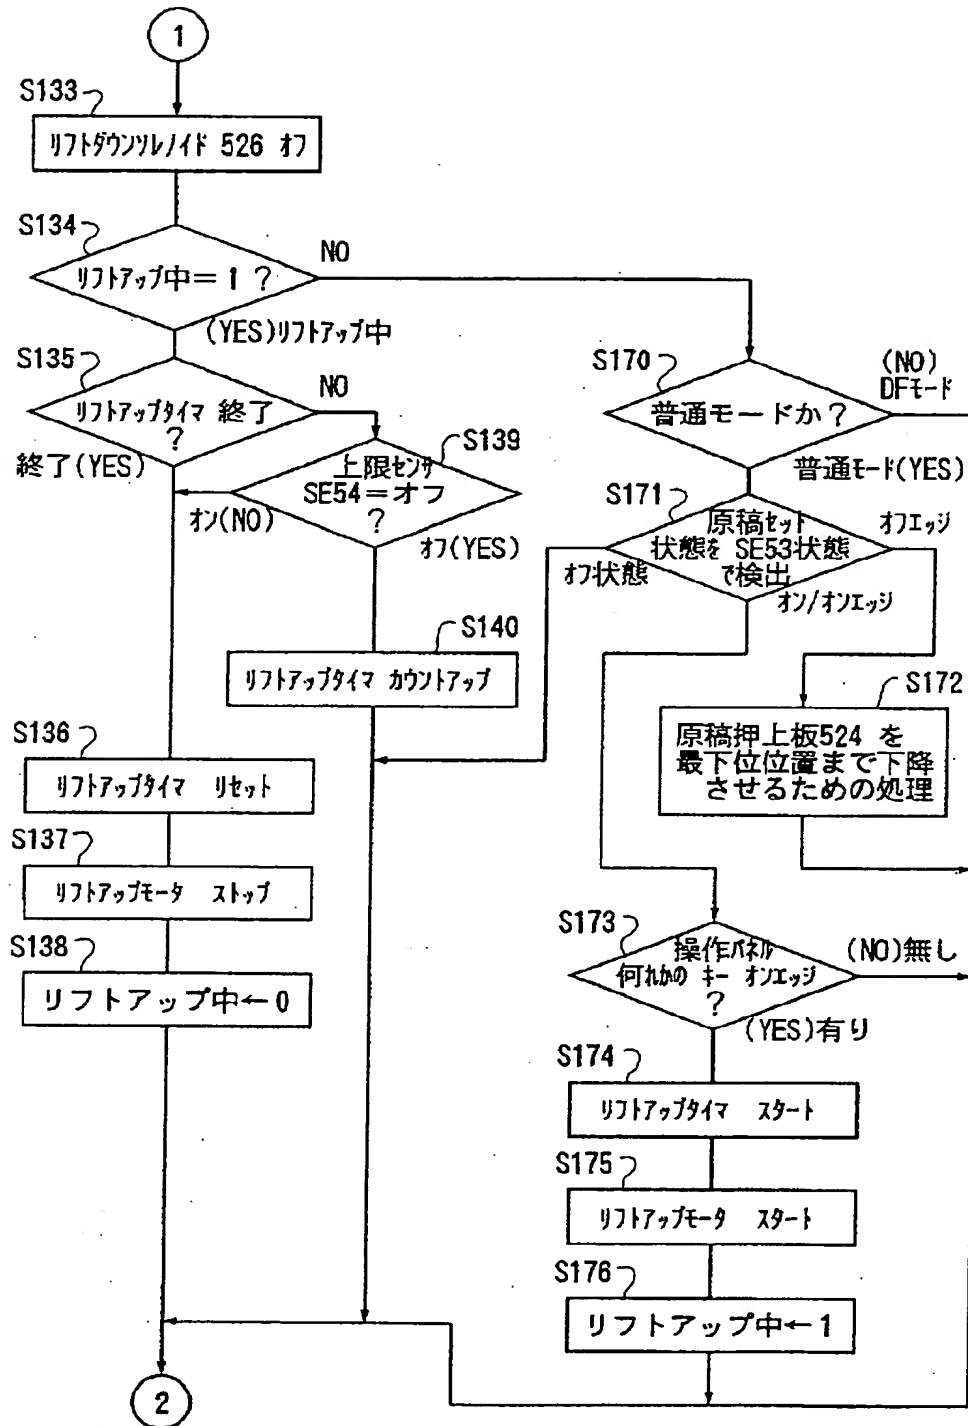 1
S133
リフトダウンソレノイド 526 オフ
S134
リフトアップ中=1 ?
NO
(YES)リフトアップ中
S135
リフトアップタイマ 終了
?
NO
終了(YES)
S139
上限センサ
SE54=オフ
?
オン(NO)
オフ(YES)
S140
リフトアップタイマ カウントアップ
S136
リフトアップタイマ リセット
S137
リフトアップモータ ストップ
S138
リフトアップ中←0
S170
普通モードか?
(NO)
DFモード
普通モード(YES)
S171
原稿セット
状態を SE53状態
で検出
オフエッジ
オフ状態
オン/オンエッジ
S172
原稿押上板524 を
最下位位置まで下降
させるための処理
S173
操作パネル
何れかの キー オンエッジ
?
(NO)無し
(YES)有り
S174
リフトアップタイマ スタート
S175
リフトアップモータ スタート
S176
リフトアップ中←1
2